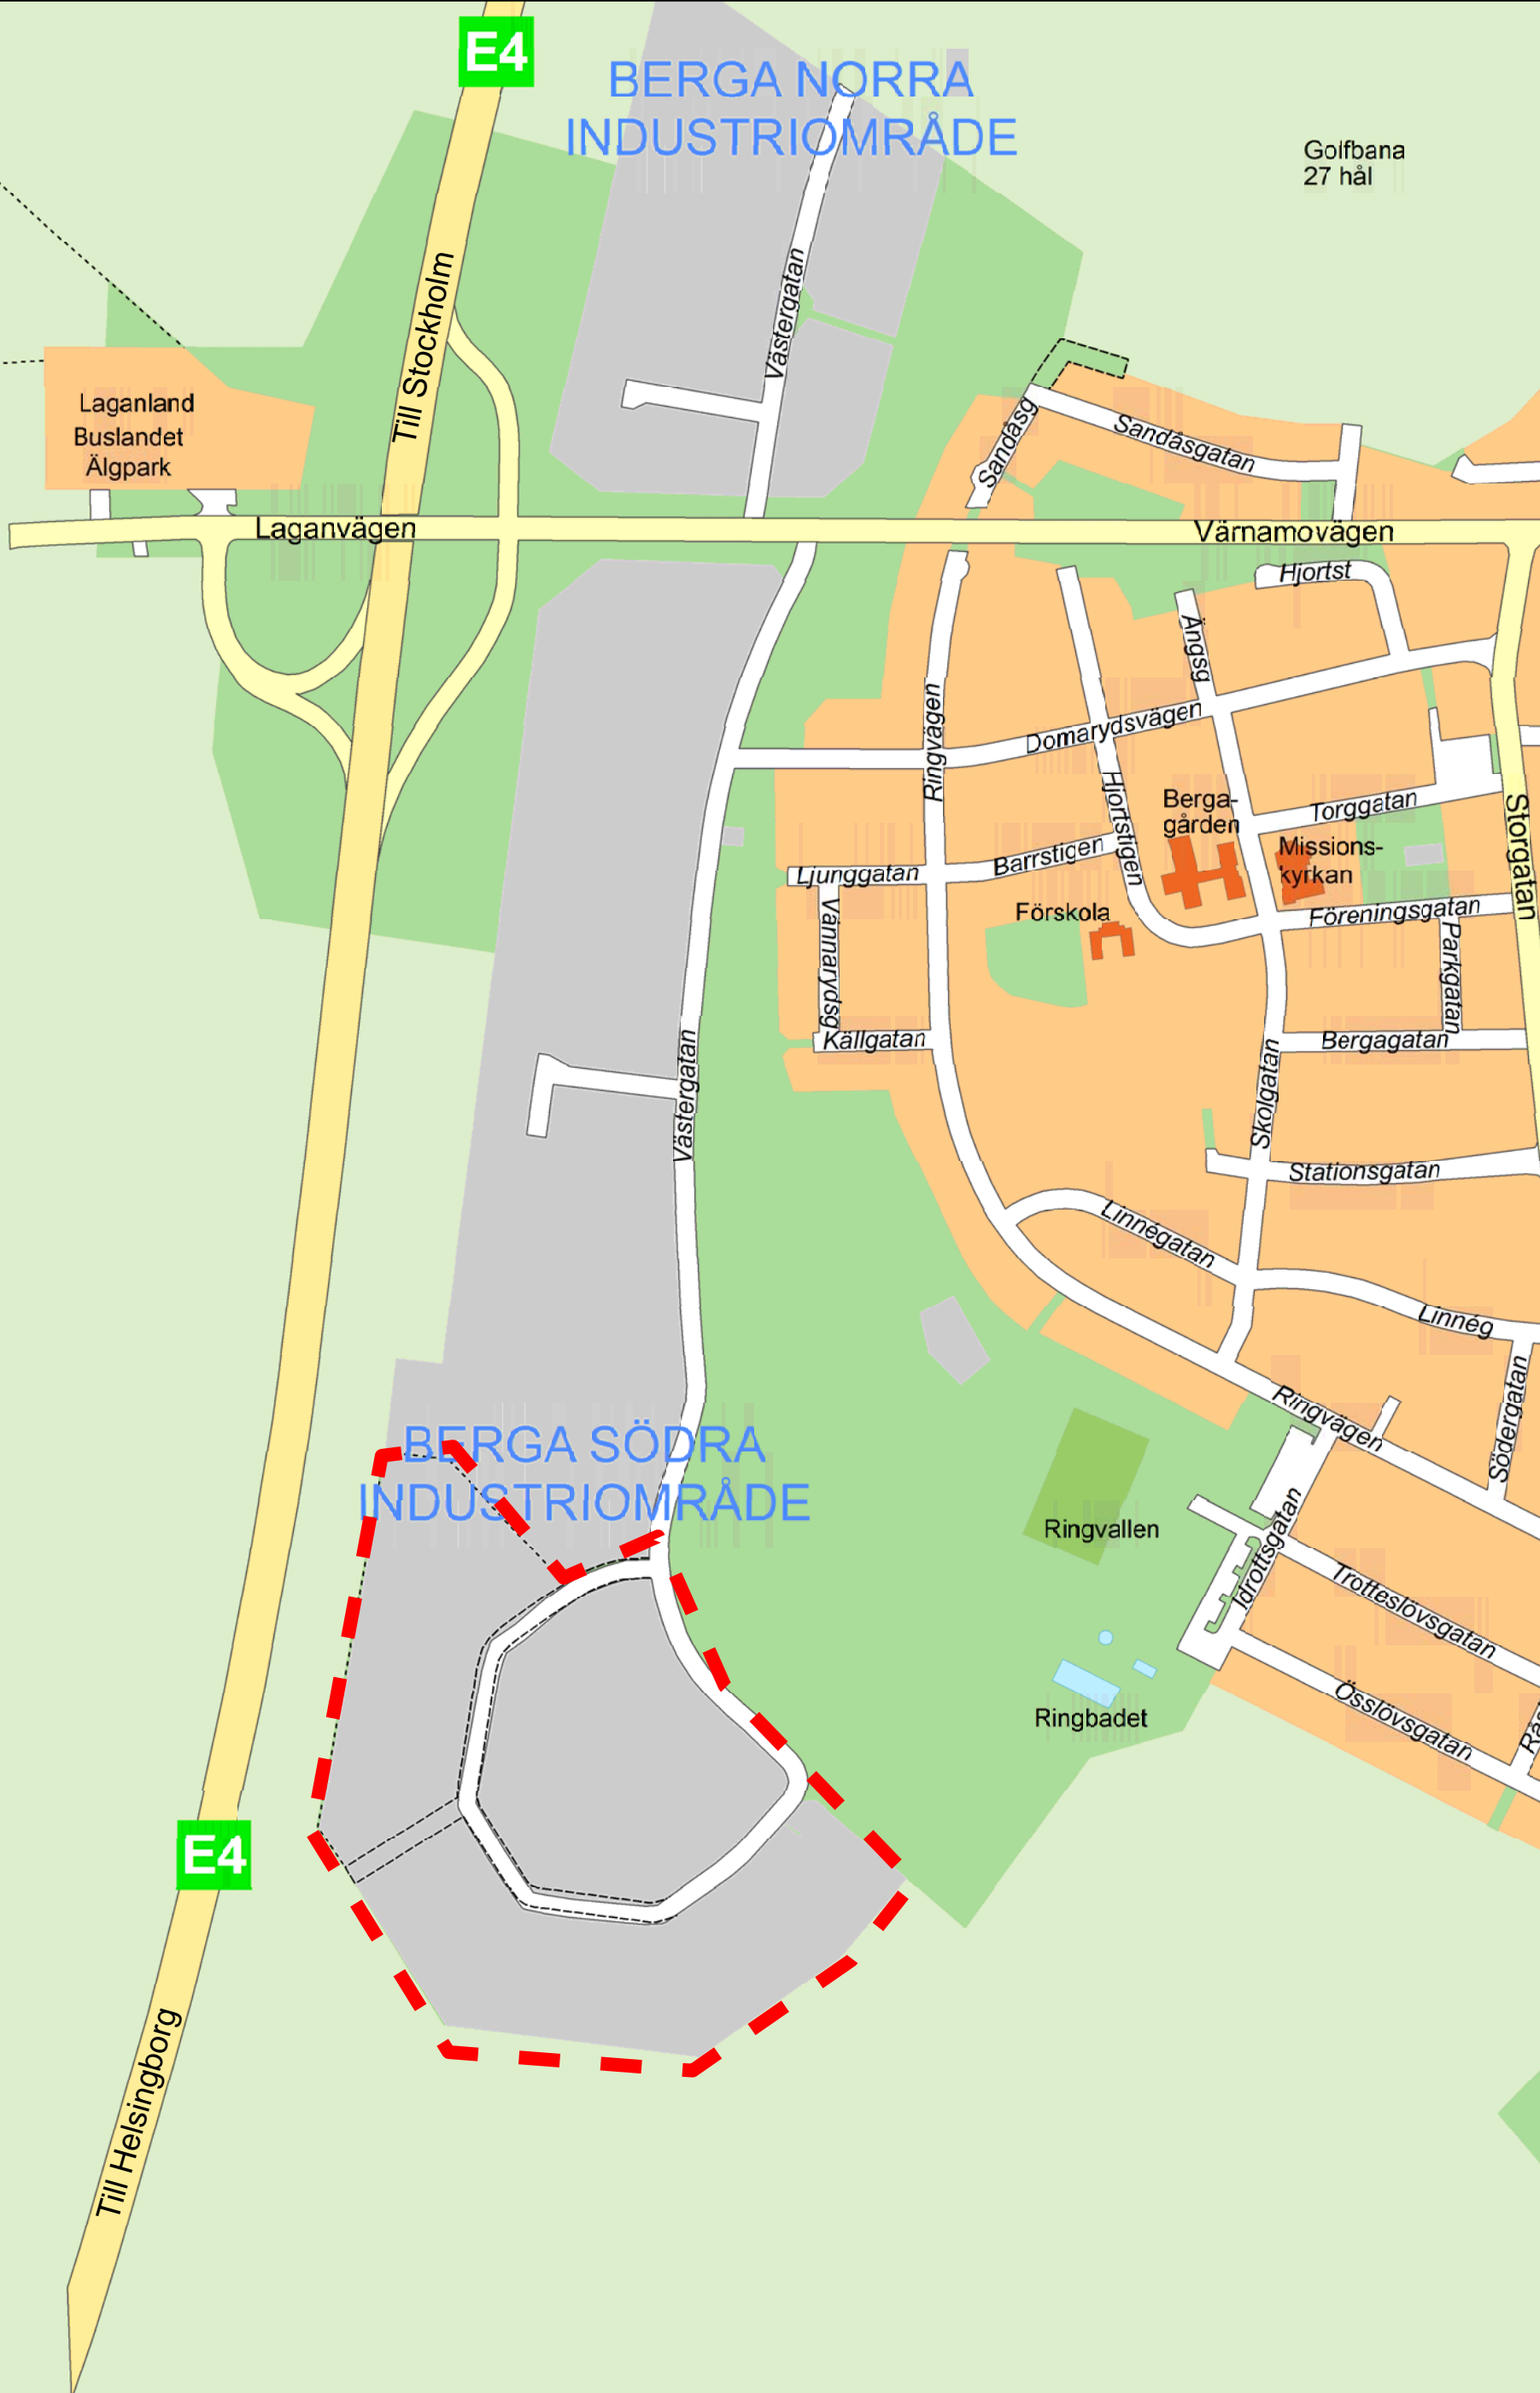 E4
BERGA NORRA
INDUSTRIOMRÅDE
Golfbana
27 hål
Till Stockholm
Västergatan
Laganland
Buslandet
Älgpark
Sandåsg
Sandåsgatan
Laganvägen
Värnamovägen
Hjortst
Ängsg
Ringvägen
Domarydsvägen
Hjortstigen
Berga-
gården
Torggatan
Storgatan
Missions-
kyrkan
Ljunggatan
Barrstigen
Vännarydsg
Förskola
Föreningsgatan
Parkgatan
Källgatan
Bergagatan
Västergatan
Skolgatan
Stationsgatan
Linnégatan
Linnég
Ringvägen
Södergatan
BERGA SÖDRA
INDUSTRIOMRÅDE
Ringvallen
Idrottsgatan
Trotteslövsgatan
Össlövsgatan
Ringbadet
E4
Till Helsingborg